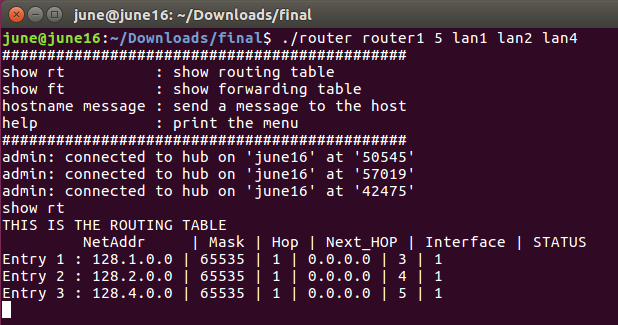 june@june16: ~/Downloads/final
june@june16:~/Downloads/final$ ./router router1 5 lan1 lan2 lan4
#############################################
show rt          : show routing table
show ft          : show forwarding table
hostname message : send a message to the host
help             : print the menu
#############################################
admin: connected to hub on 'june16' at '50545'
admin: connected to hub on 'june16' at '57019'
admin: connected to hub on 'june16' at '42475'
show rt
THIS IS THE ROUTING TABLE
         NetAddr     | Mask | Hop | Next_HOP | Interface | STATUS
Entry 1 : 128.1.0.0 | 65535 | 1 | 0.0.0.0 | 3 | 1
Entry 2 : 128.2.0.0 | 65535 | 1 | 0.0.0.0 | 4 | 1
Entry 3 : 128.4.0.0 | 65535 | 1 | 0.0.0.0 | 5 | 1